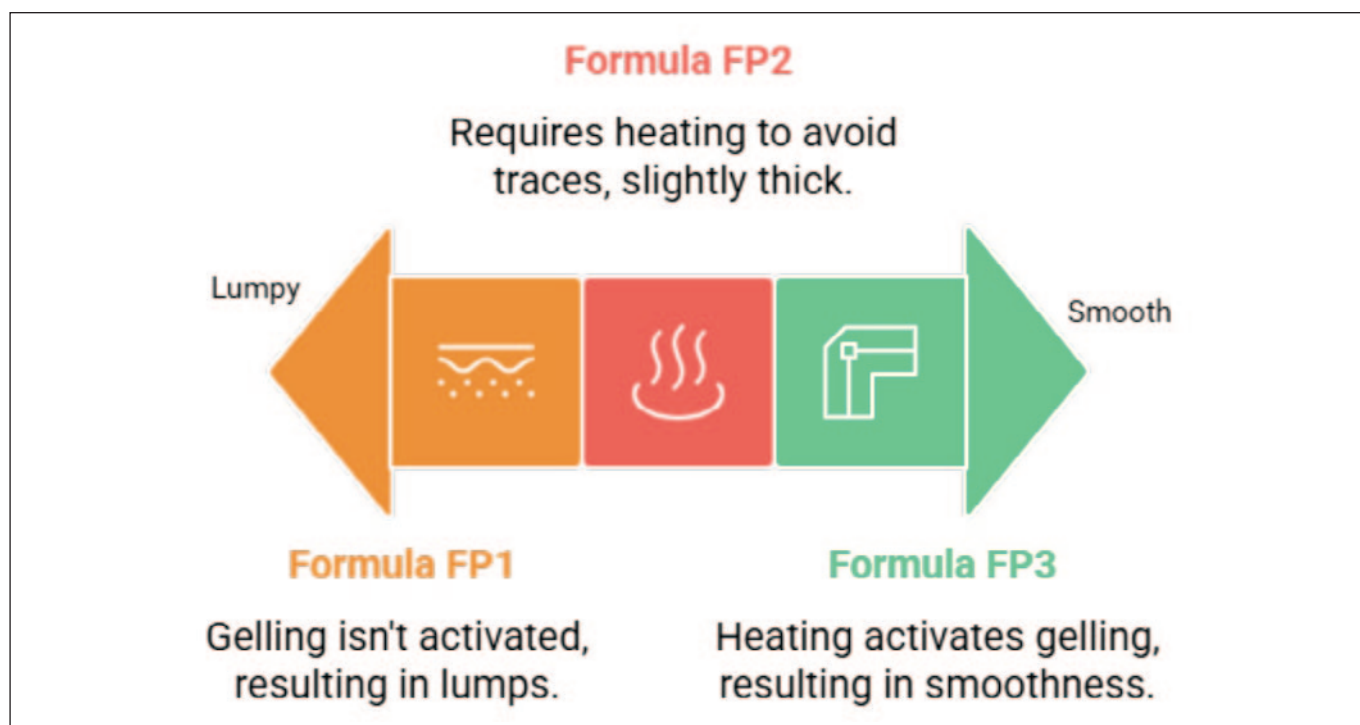 Formula FP2
Requires heating to avoid
traces, slightly thick.
Lumpy
Smooth
Formula FP1
Gelling isn't activated,
resulting in lumps.
Formula FP3
Heating activates gelling,
resulting in smoothness.